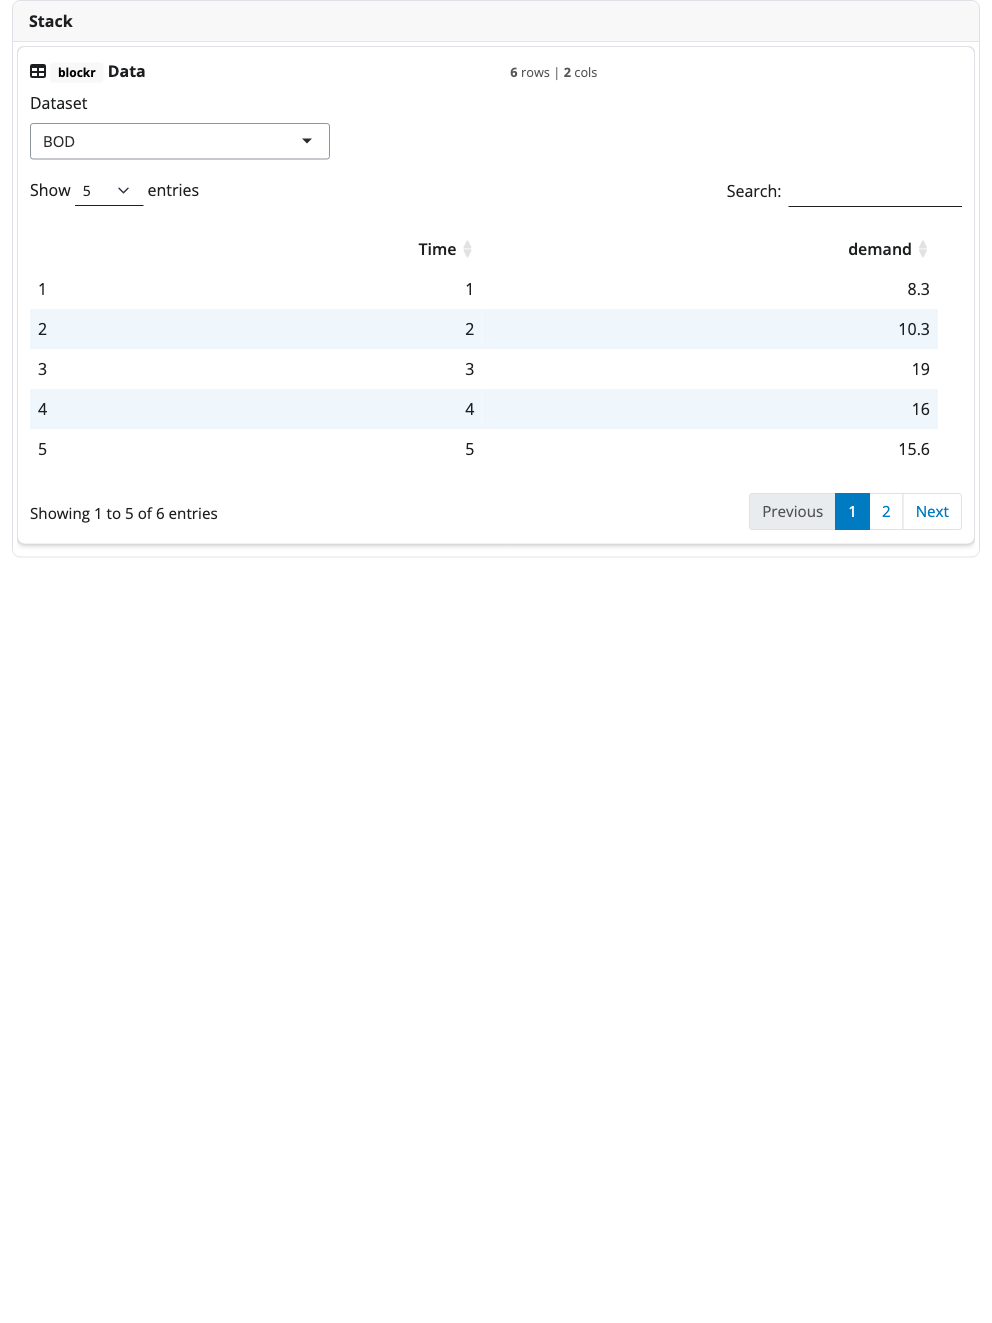 Stack
blockr Data 6 rows | 2 cols
Dataset
BOD
Show 5 entries Search:
Time demand
1 1 8.3
2 2 10.3
3 3 19
4 4 16
5 5 15.6
Showing 1 to 5 of 6 entries Previous 1 2 Next